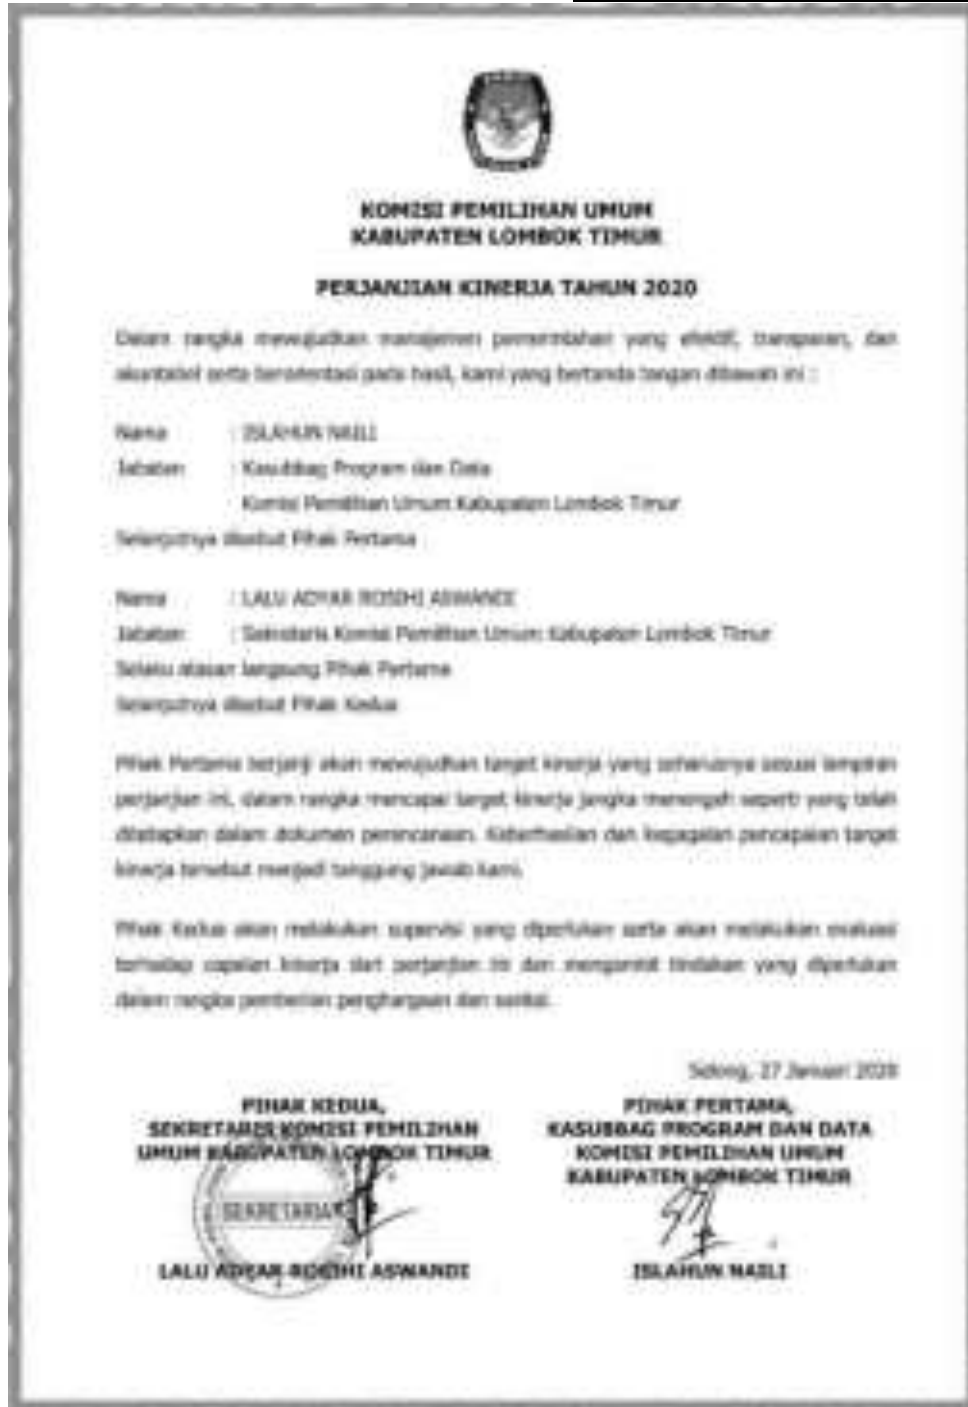 KOMISI PEMILIHAN UMUM
KABUPATEN LOMBOK TIMUR
PERJANJIAN KINERJA TAHUN 2020
Dalam rangka mewujudkan manajemen pemerintahan yang efektif, transparan, dan
akuntabel serta berorientasi pada hasil, kami yang bertanda tangan dibawah ini :
Nama : ISLAHUN NAILI
Jabatan : Kasubbag Program dan Data
Komisi Pemilihan Umum Kabupaten Lombok Timur
Selanjutnya disebut Pihak Pertama
Nama : LALU ADYAR ROSIHI ASWANDI
Jabatan : Sekretaris Komisi Pemilihan Umum Kabupaten Lombok Timur
Selaku atasan langsung Pihak Pertama
Selanjutnya disebut Pihak Kedua
Pihak Pertama berjanji akan mewujudkan target kinerja yang seharusnya sesuai lampiran
perjanjian ini, dalam rangka mencapai target kinerja jangka menengah seperti yang telah
ditetapkan dalam dokumen perencanaan. Keberhasilan dan kegagalan pencapaian target
kinerja tersebut menjadi tanggung jawab kami.
Pihak Kedua akan melakukan supervisi yang diperlukan serta akan melakukan evaluasi
terhadap capaian kinerja dari perjanjian ini dan mengambil tindakan yang diperlukan
dalam rangka pemberian penghargaan dan sanksi.
Selong, 27 Januari 2020
PIHAK KEDUA,
SEKRETARIS KOMISI PEMILIHAN
UMUM KABUPATEN LOMBOK TIMUR
SEKRETARIAT
LALU ADYAR ROSIHI ASWANDI
PIHAK PERTAMA,
KASUBBAG PROGRAM DAN DATA
KOMISI PEMILIHAN UMUM
KABUPATEN LOMBOK TIMUR
ISLAHUN NAILI